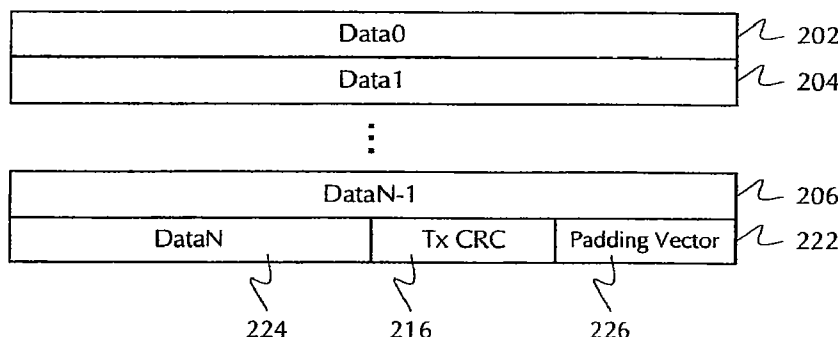 Data0 202
Data1 204
⋮
DataN-1 206
DataN Tx CRC Padding Vector 222
224 216 226